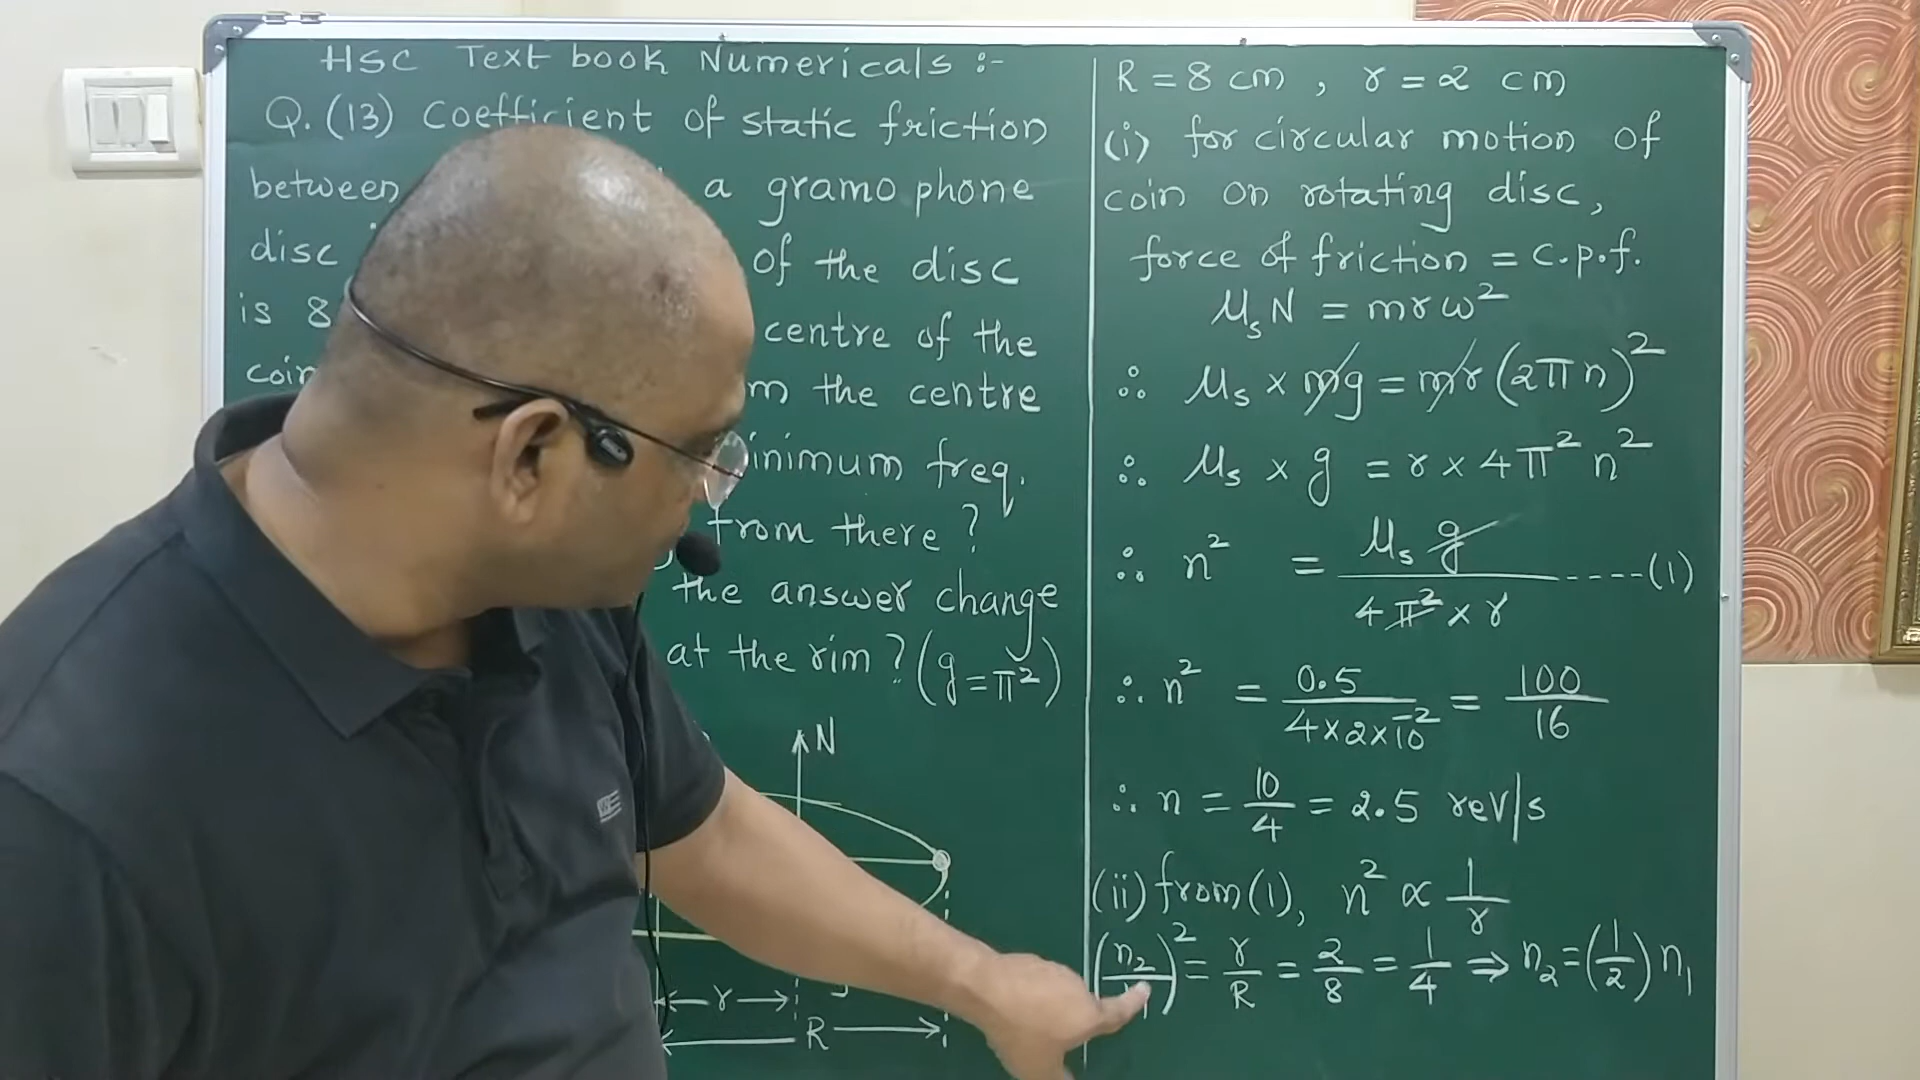 HSC Text book Numericals :-
Q. (13) Coefficient of static friction
between a gramophone
disc of the disc
is 8 centre of the
coin the centre
freq.
from there ?
the answer change
at the rim ? (g = π²)
N
r
R
R = 8 cm , r = 2 cm
(i) for circular motion of
coin on rotating disc,
force of friction = c.p.f.
μₛN = mrω²
∴ μₛ × mg = mr (2πn)²
∴ μₛ × g = r × 4π² n²
∴ n² = μₛ g / 4π² × r ----(1)
∴ n² = 0.5 / 4×2×10⁻² = 100 / 16
∴ n = 10/4 = 2.5 rev/s
(ii) from (1), n² ∝ 1/r
(n₂/n₁)² = r/R = 2/8 = 1/4 ⇒ n₂ = (1/2) n₁